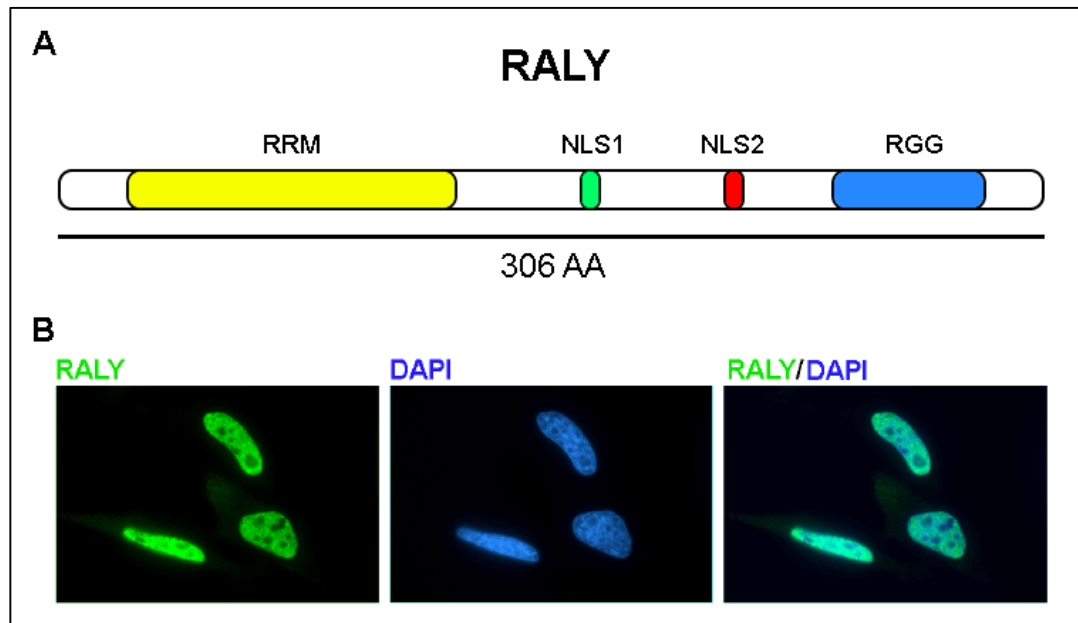 A
RALY
RRM NLS1 NLS2 RGG
306 AA
B
RALY DAPI RALY/DAPI